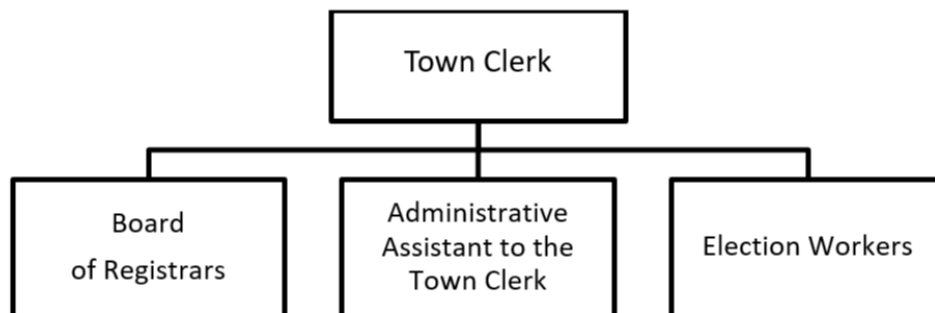 Town Clerk
Board
of Registrars
Administrative
Assistant to the
Town Clerk
Election Workers